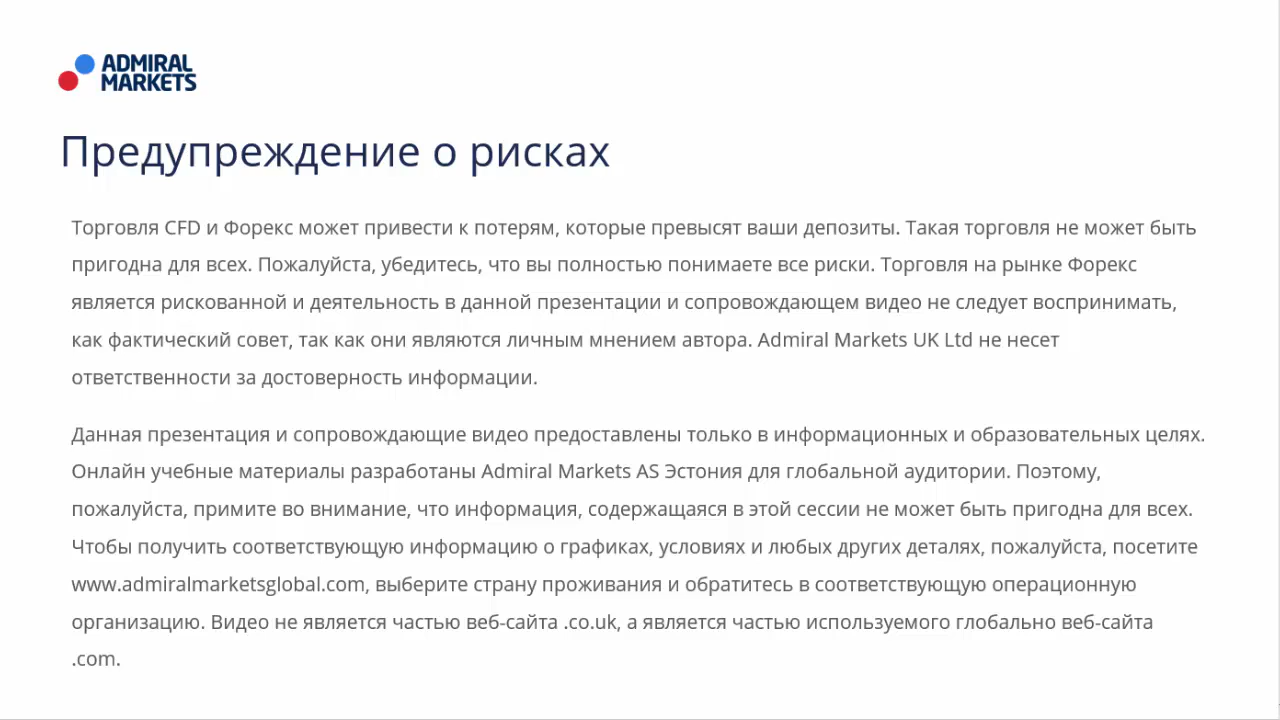 ADMIRAL
MARKETS
Предупреждение о рисках
Торговля CFD и Форекс может привести к потерям, которые превысят ваши депозиты. Такая торговля не может быть
пригодна для всех. Пожалуйста, убедитесь, что вы полностью понимаете все риски. Торговля на рынке Форекс
является рискованной и деятельность в данной презентации и сопровождающем видео не следует воспринимать,
как фактический совет, так как они являются личным мнением автора. Admiral Markets UK Ltd не несет
ответственности за достоверность информации.
Данная презентация и сопровождающие видео предоставлены только в информационных и образовательных целях.
Онлайн учебные материалы разработаны Admiral Markets AS Эстония для глобальной аудитории. Поэтому,
пожалуйста, примите во внимание, что информация, содержащаяся в этой сессии не может быть пригодна для всех.
Чтобы получить соответствующую информацию о графиках, условиях и любых других деталях, пожалуйста, посетите
www.admiralmarketsglobal.com, выберите страну проживания и обратитесь в соответствующую операционную
организацию. Видео не является частью веб-сайта .co.uk, а является частью используемого глобально веб-сайта
.com.